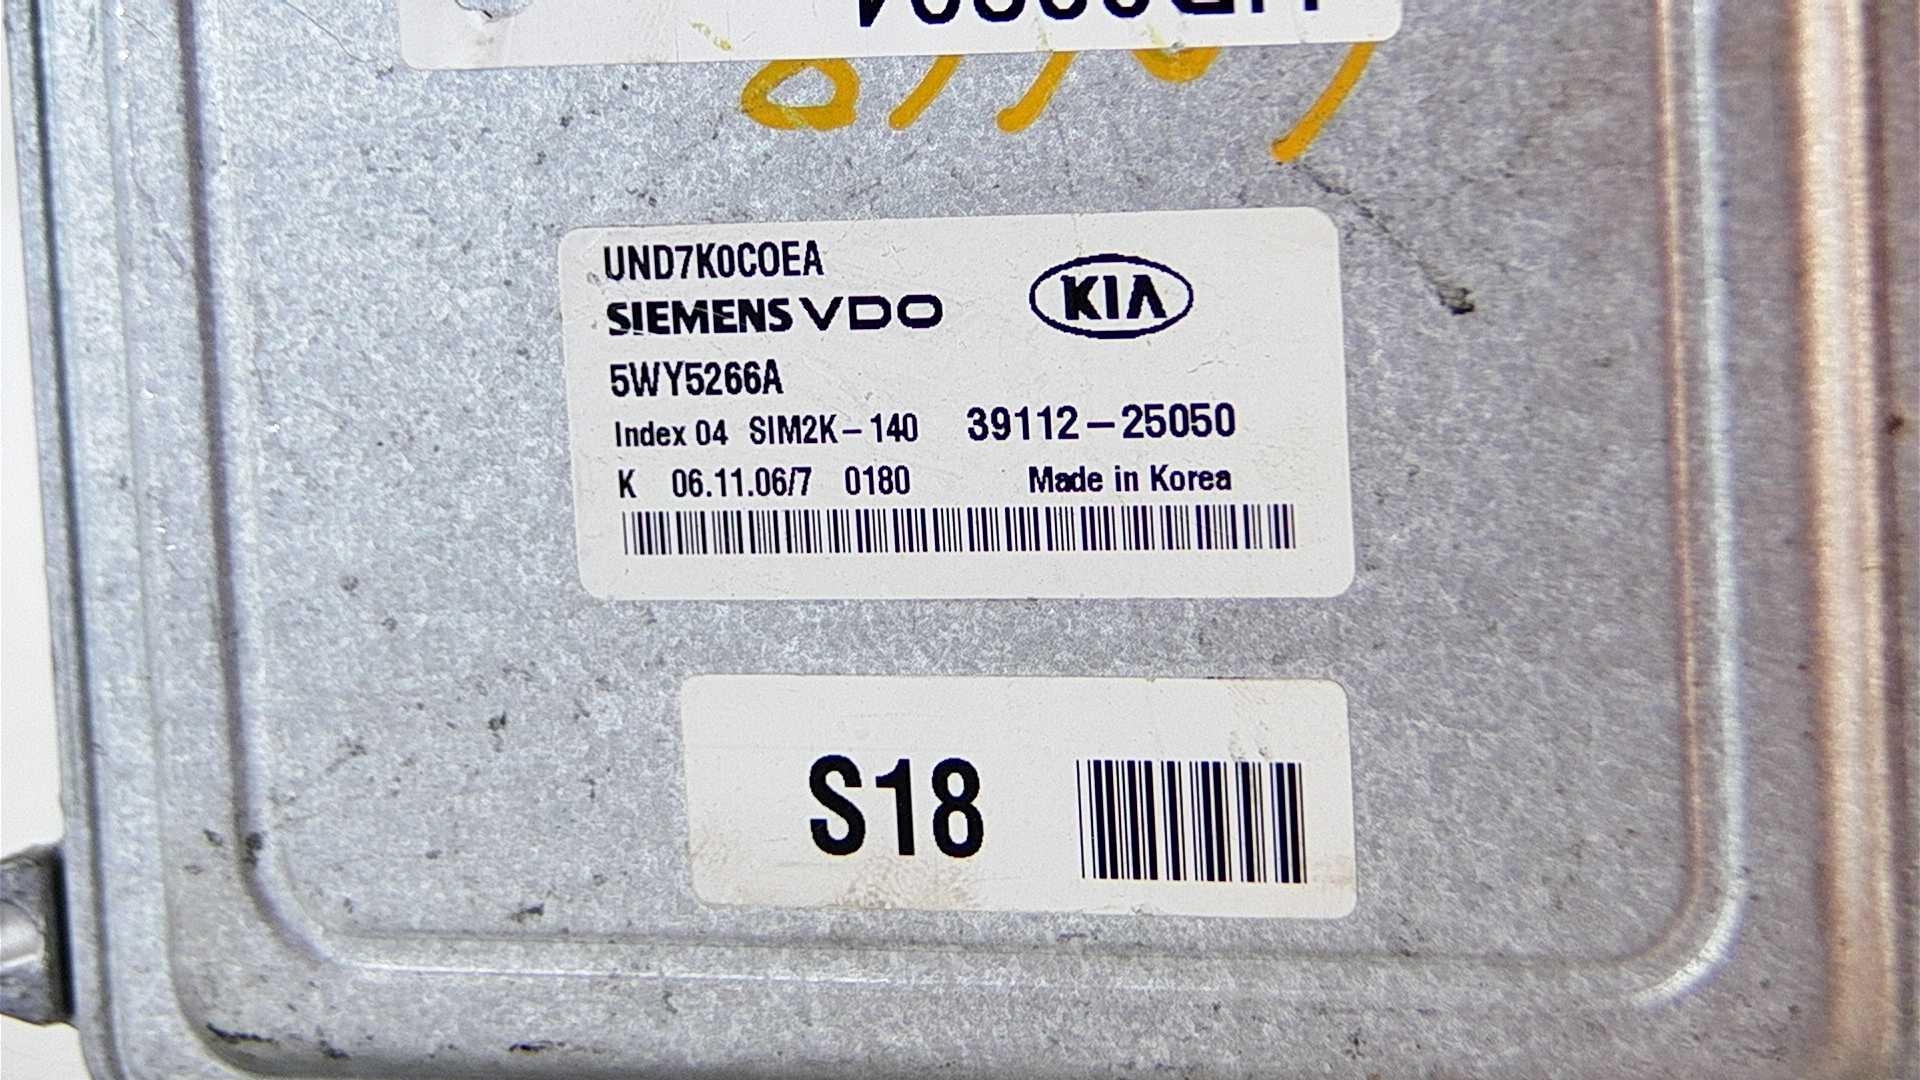 UND7K0COEA
SIEMENS VDO
KIA
5WY5266A
Index 04 SIM2K-140 39112-25050
K 06.11.06/7 0180 Made in Korea
S18